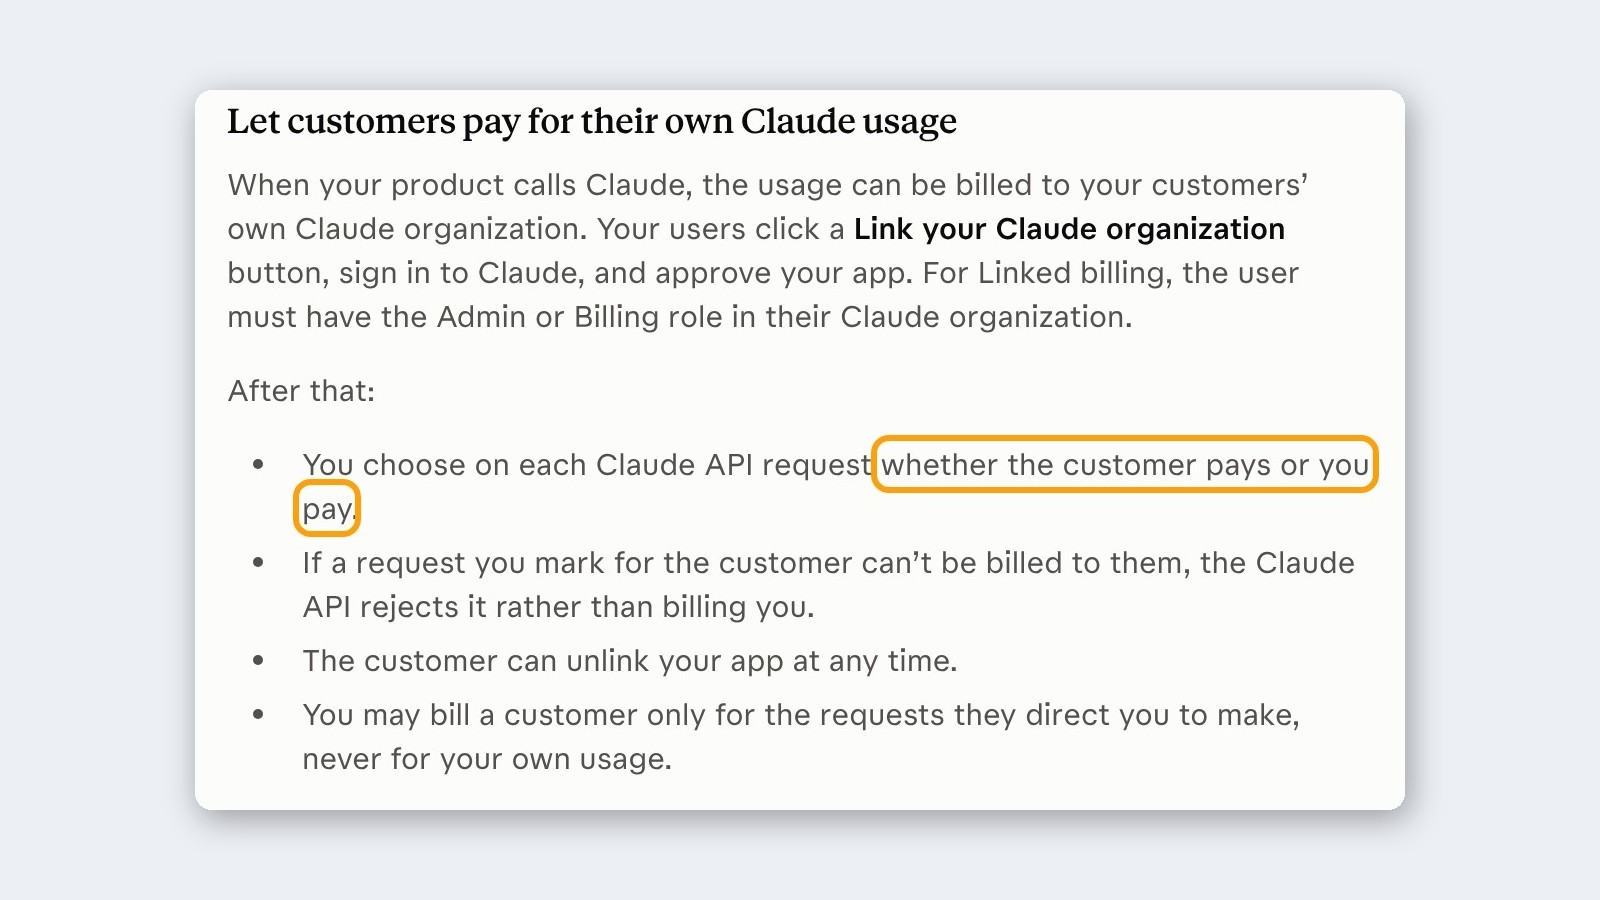 Let customers pay for their own Claude usage
When your product calls Claude, the usage can be billed to your customers’
own Claude organization. Your users click a Link your Claude organization
button, sign in to Claude, and approve your app. For Linked billing, the user
must have the Admin or Billing role in their Claude organization.
After that:
• You choose on each Claude API request whether the customer pays or you
pay.
• If a request you mark for the customer can’t be billed to them, the Claude
API rejects it rather than billing you.
• The customer can unlink your app at any time.
• You may bill a customer only for the requests they direct you to make,
never for your own usage.